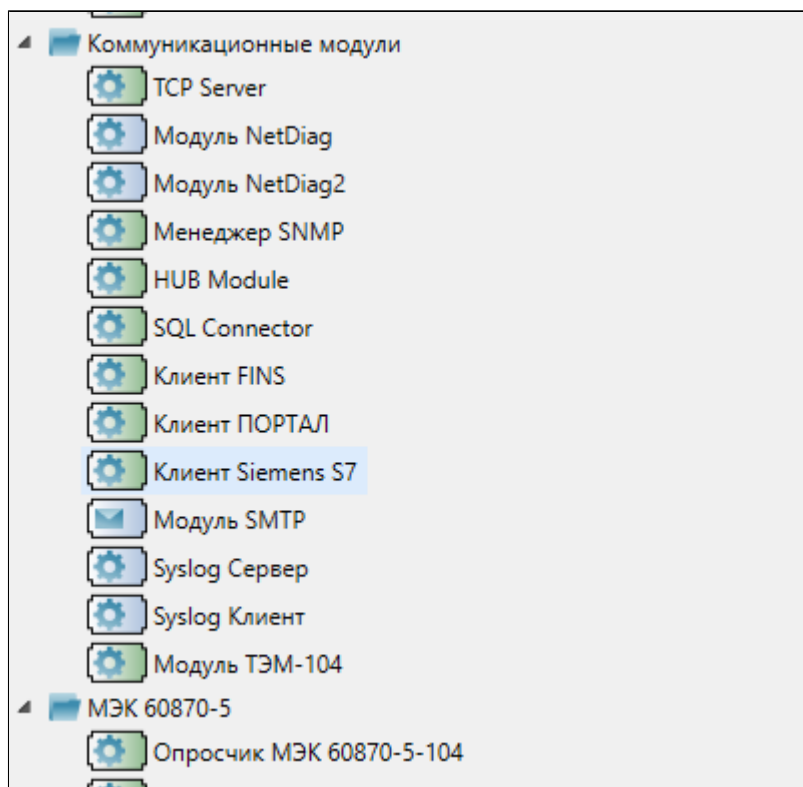 Коммуникационные модули
TCP Server
Модуль NetDiag
Модуль NetDiag2
Менеджер SNMP
HUB Module
SQL Connector
Клиент FINS
Клиент ПОРТАЛ
Клиент Siemens S7
Модуль SMTP
Syslog Сервер
Syslog Клиент
Модуль ТЭМ-104
МЭК 60870-5
Опросчик МЭК 60870-5-104